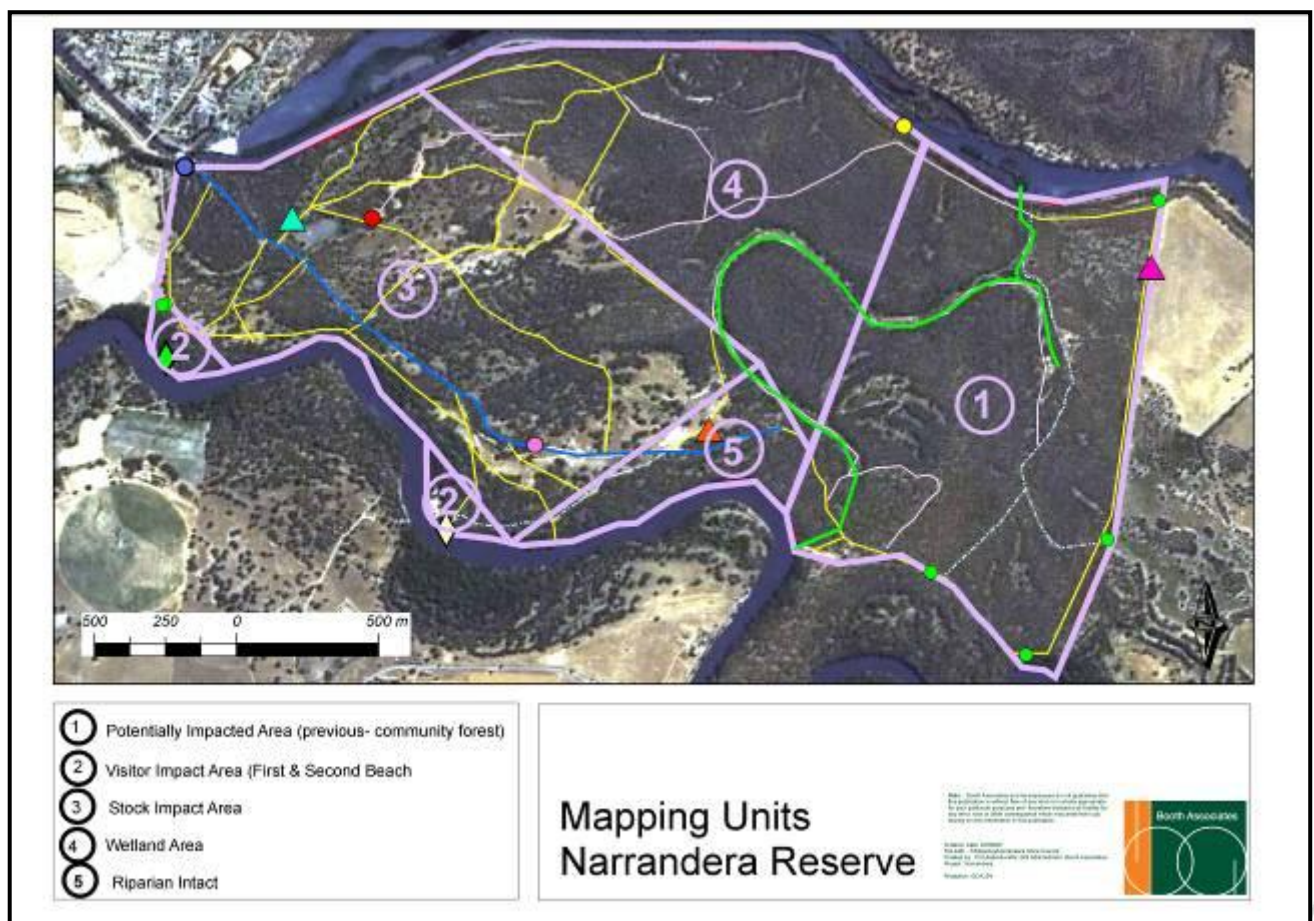 4
3
1
2
5
2
500 250 0 500 m
1 Potentially Impacted Area (previous- community forest)
2 Visitor Impact Area (First & Second Beach
3 Stock Impact Area
4 Wetland Area
5 Riparian Intact
Mapping Units
Narrandera Reserve
Booth Associates